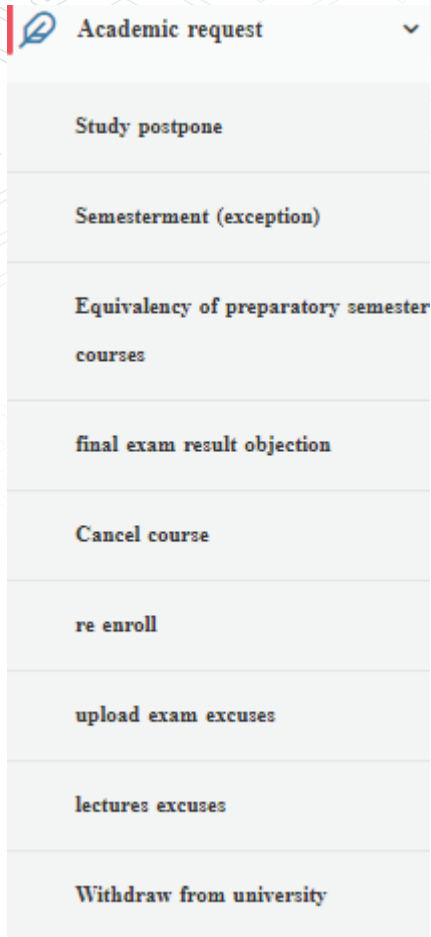 Academic request
Study postpone
Semesterment (exception)
Equivalency of preparatory semester
courses
final exam result objection
Cancel course
re enroll
upload exam excuses
lectures excuses
Withdraw from university